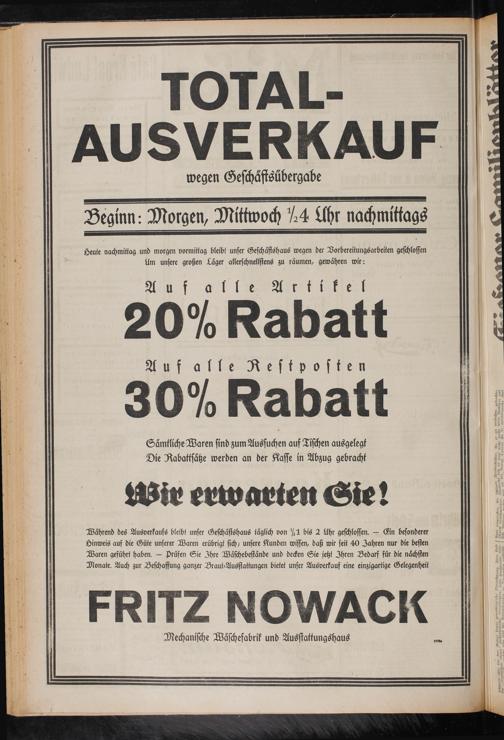 TOTAL-
AUSVERKAUF
wegen Geschäftsübergabe
Beginn: Morgen, Mittwoch ½4 Uhr nachmittags
Heute nachmittag und morgen vormittag bleibt unser Geschäftshaus wegen der Vorbereitungsarbeiten geschlossen
Um unsere großen Läger allerschnellstens zu räumen, gewähren wir:
Auf alle Artikel
20% Rabatt
Auf alle Restposten
30% Rabatt
Sämtliche Waren sind zum Aussuchen auf Tischen ausgelegt
Die Rabattsätze werden an der Kasse in Abzug gebracht
Wir erwarten Sie!
Während des Ausverkaufs bleibt unser Geschäftshaus täglich von ½1 bis 2 Uhr geschlossen. — Ein besonderer
Hinweis auf die Güte unserer Waren erübrigt sich; unsere Kunden wissen, daß wir seit 40 Jahren nur die besten
Waren geführt haben. — Prüfen Sie Ihre Wäschebestände und decken Sie jetzt Ihren Bedarf für die nächsten
Monate. Auch zur Beschaffung ganzer Braut-Ausstattungen bietet unser Ausverkauf eine einzigartige Gelegenheit
FRITZ NOWACK
Mechanische Wäschefabrik und Ausstattungshaus